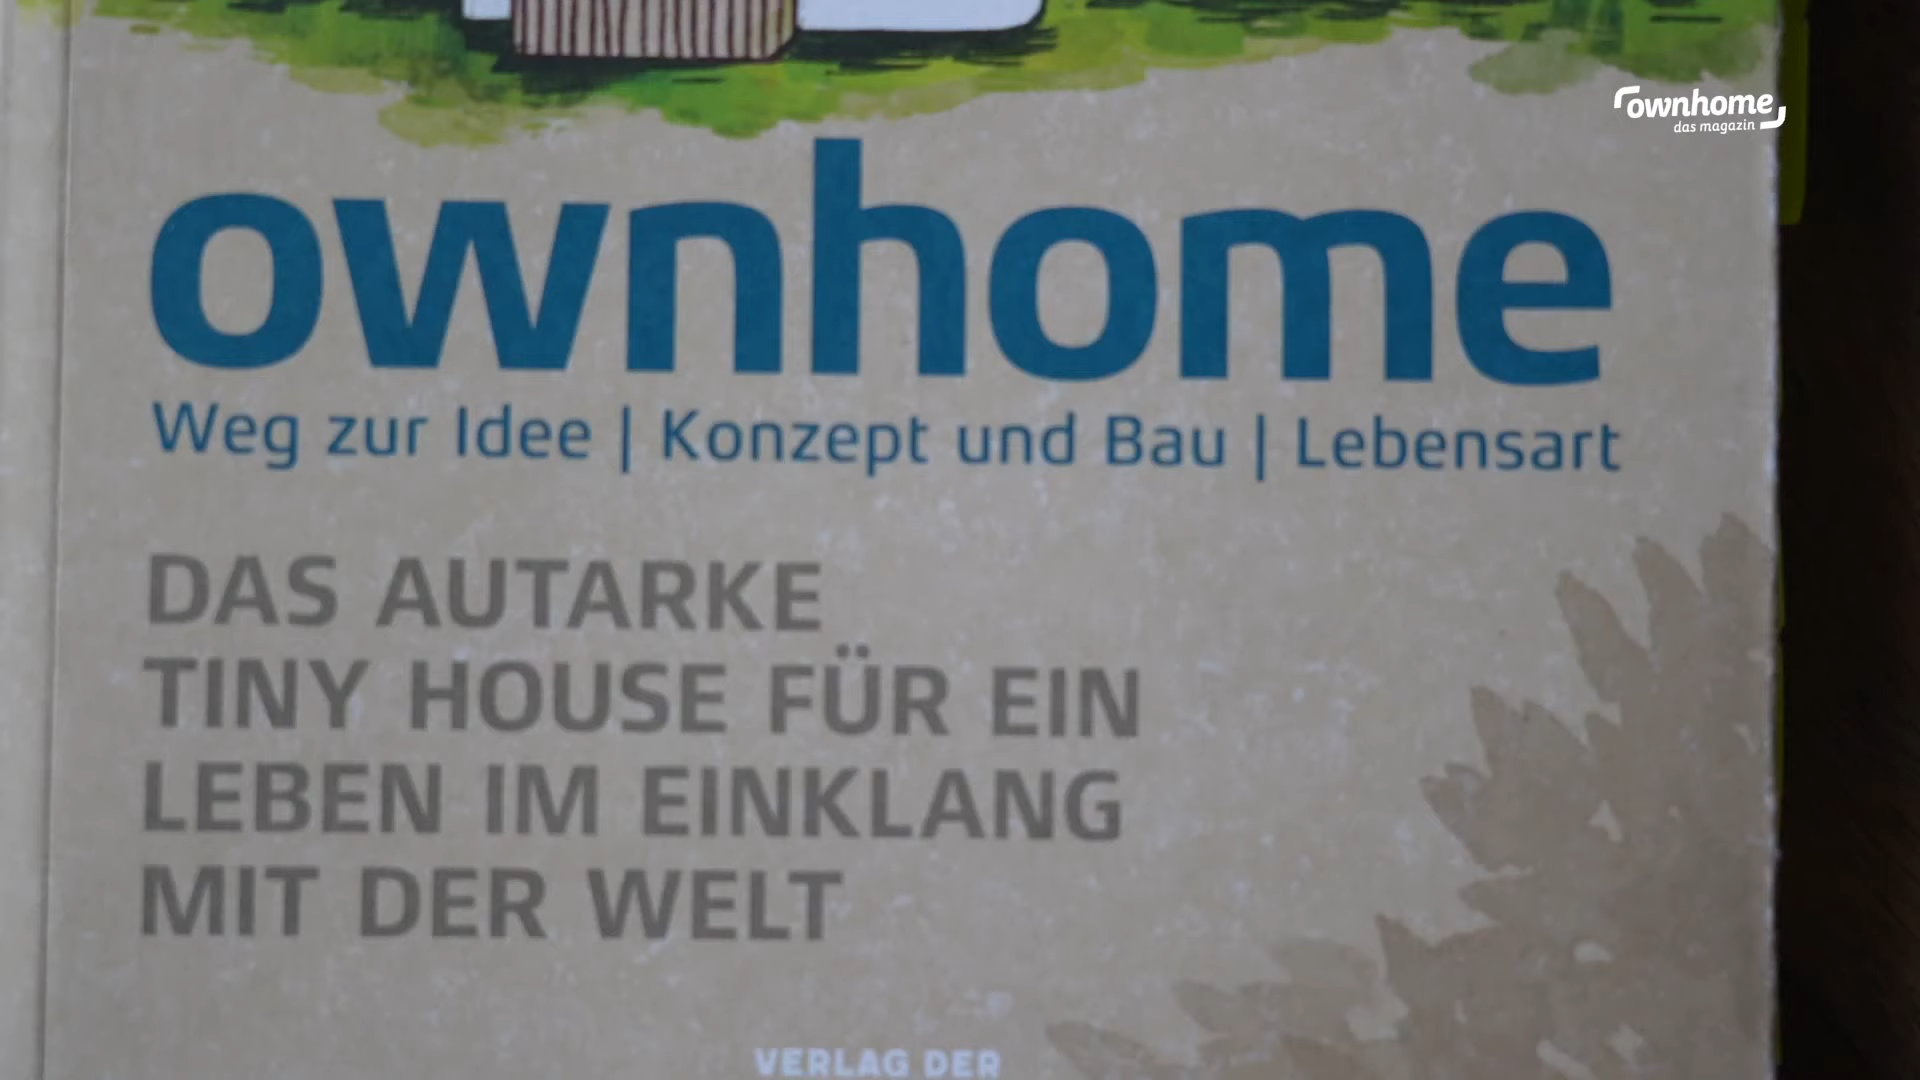 ownhome
das magazin
ownhome
Weg zur Idee | Konzept und Bau | Lebensart
DAS AUTARKE
TINY HOUSE FÜR EIN
LEBEN IM EINKLANG
MIT DER WELT
VERLAG DER